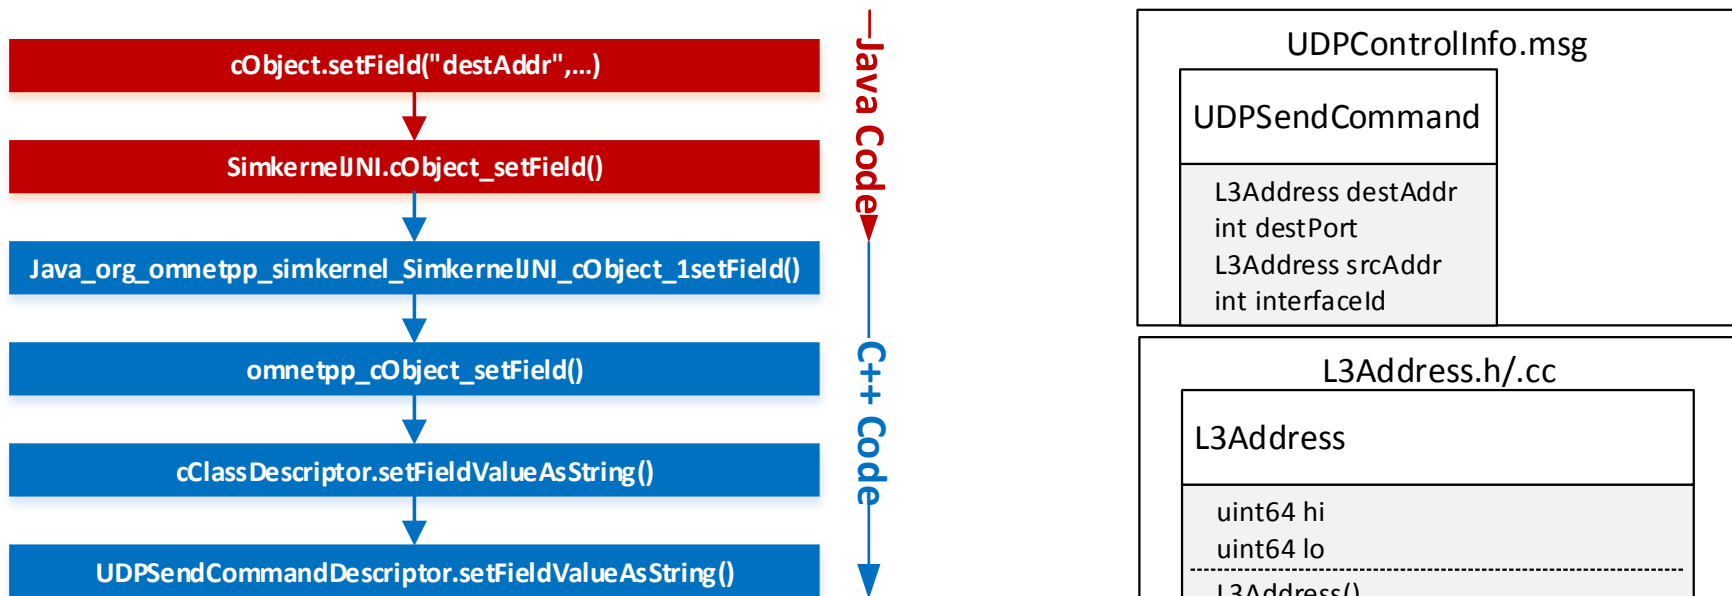 cObject.setField("destAddr",...)
SimkernelJNI.cObject_setField()
Java_org_omnetpp_simkernel_SimkernelJNI_cObject_1setField()
omnetpp_cObject_setField()
cClassDescriptor.setFieldValueAsString()
UDPSendCommandDescriptor.setFieldValueAsString()
Java Code
C++ Code
UDPControlInfo.msg
UDPSendCommand
L3Address destAddr
int destPort
L3Address srcAddr
int interfaceId
L3Address.h/.cc
L3Address
uint64 hi
uint64 lo
L3Address()